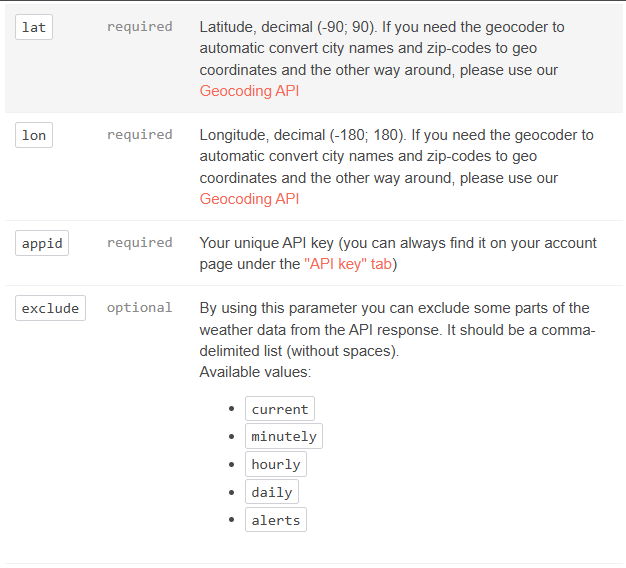 lat required Latitude, decimal (-90; 90). If you need the geocoder to
automatic convert city names and zip-codes to geo
coordinates and the other way around, please use our
Geocoding API
lon required Longitude, decimal (-180; 180). If you need the geocoder to
automatic convert city names and zip-codes to geo
coordinates and the other way around, please use our
Geocoding API
appid required Your unique API key (you can always find it on your account
page under the "API key" tab)
exclude optional By using this parameter you can exclude some parts of the
weather data from the API response. It should be a comma-
delimited list (without spaces).
Available values:
• current
• minutely
• hourly
• daily
• alerts